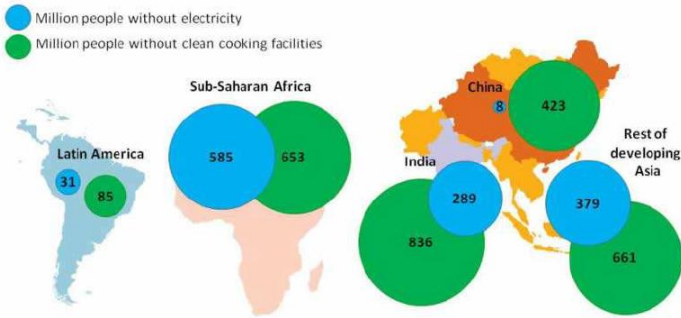 Million people without electricity
Million people without clean cooking facilities
Latin America
31
85
Sub-Saharan Africa
585
653
China
8
423
India
289
836
Rest of
developing
Asia
379
661